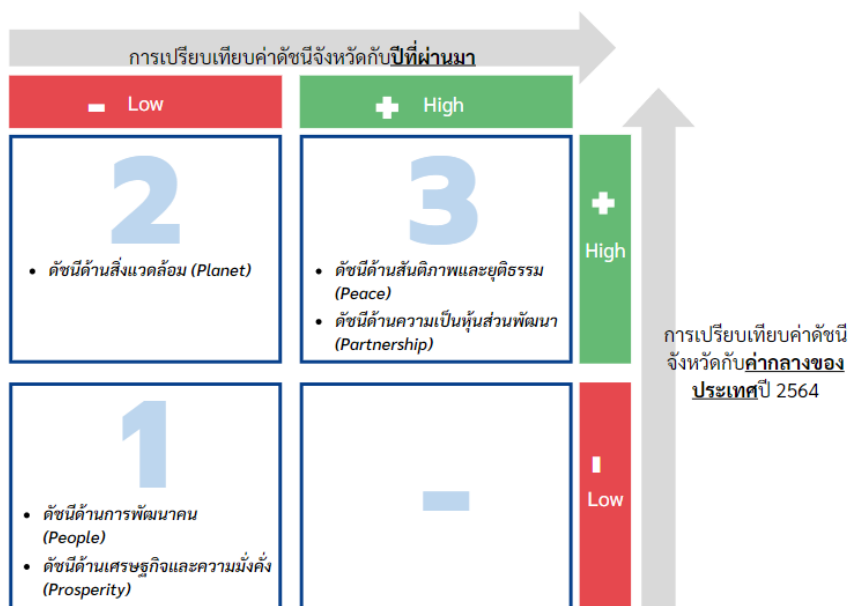 การเปรียบเทียบค่าดัชนีจังหวัดกับปีที่ผ่านมา
- Low
+ High
2
• ดัชนีด้านสิ่งแวดล้อม (Planet)
3
• ดัชนีด้านสันติภาพและยุติธรรม
(Peace)
• ดัชนีด้านความเป็นหุ้นส่วนพัฒนา
(Partnership)
+
High
การเปรียบเทียบค่าดัชนี
จังหวัดกับค่ากลางของ
ประเทศปี 2564
1
• ดัชนีด้านการพัฒนาคน
(People)
• ดัชนีด้านเศรษฐกิจและความมั่งคั่ง
(Prosperity)
-
-
Low